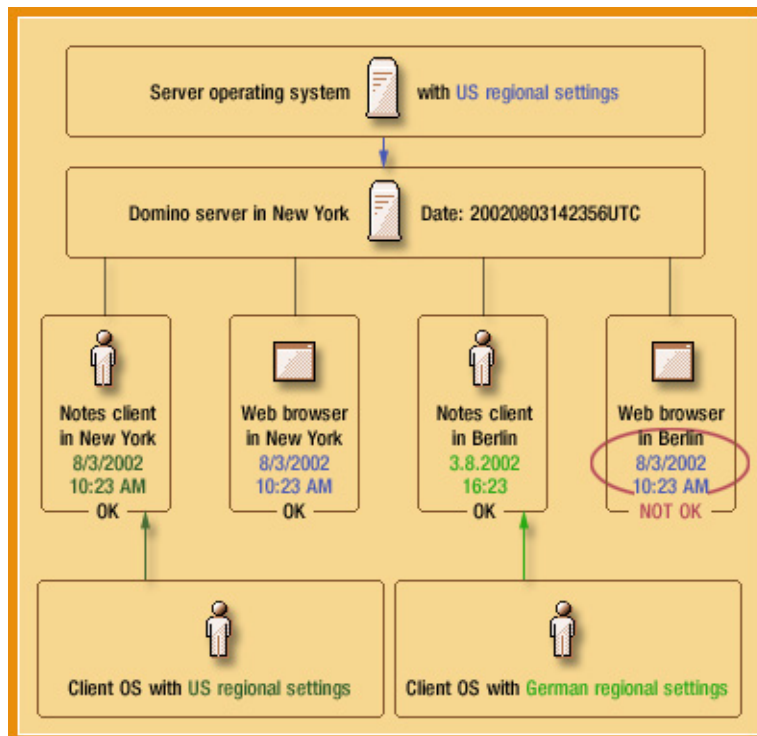 Server operating system with US regional settings
Domino server in New York Date: 20020803142356UTC
Notes client
in New York
8/3/2002
10:23 AM
OK
Web browser
in New York
8/3/2002
10:23 AM
OK
Notes client
in Berlin
3.8.2002
16:23
OK
Web browser
in Berlin
8/3/2002
10:23 AM
NOT OK
Client OS with US regional settings
Client OS with German regional settings